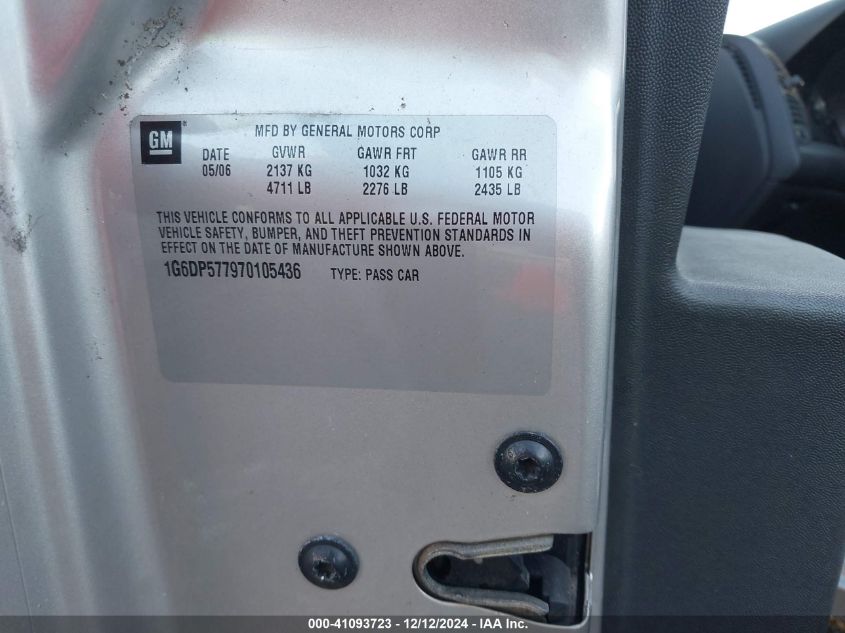 GM® MFD BY GENERAL MOTORS CORP
DATE GVWR GAWR FRT GAWR RR
05/06 2137 KG 1032 KG 1105 KG
4711 LB 2276 LB 2435 LB
THIS VEHICLE CONFORMS TO ALL APPLICABLE U.S. FEDERAL MOTOR
VEHICLE SAFETY, BUMPER, AND THEFT PREVENTION STANDARDS IN
EFFECT ON THE DATE OF MANUFACTURE SHOWN ABOVE.
1G6DP577970105436 TYPE: PASS CAR
000-41093723 - 12/12/2024 - IAA Inc.